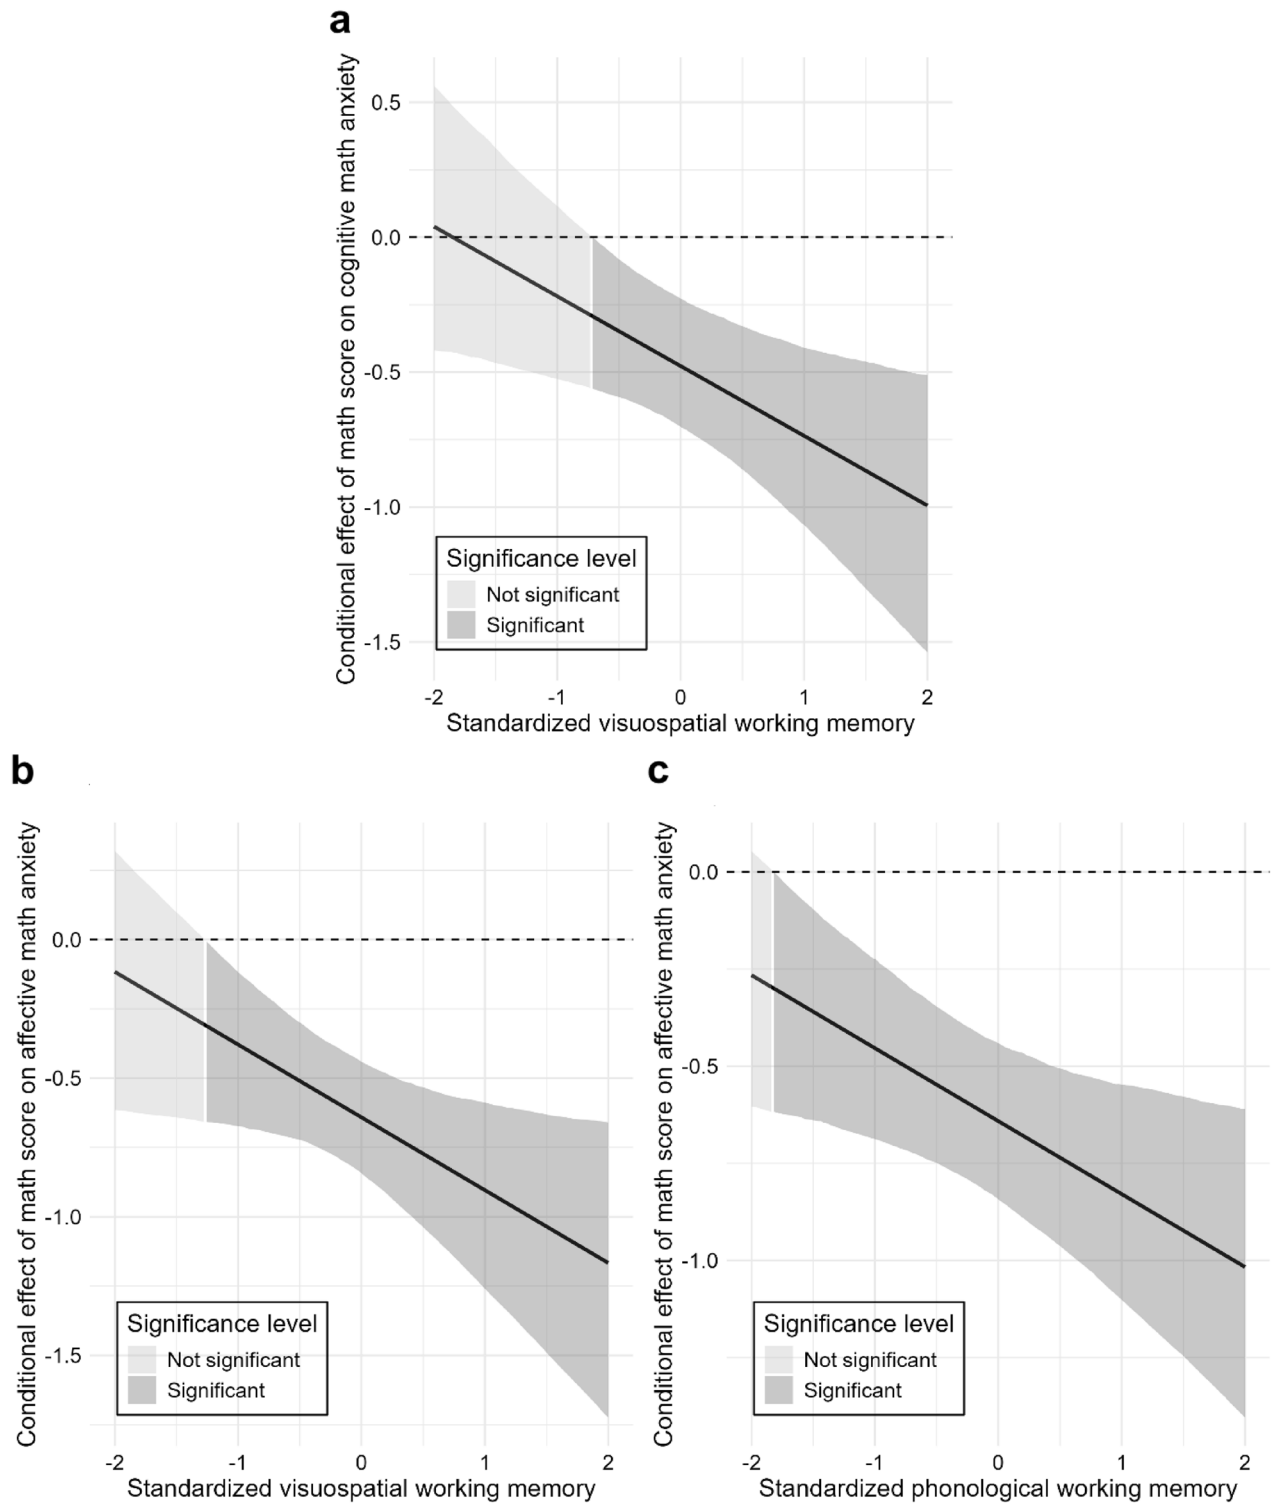 a
Conditional effect of math score on cognitive math anxiety
0.5
0.0
-0.5
-1.0
-1.5
Significance level
Not significant
Significant
-2 -1 0 1 2
Standardized visuospatial working memory
b
Conditional effect of math score on affective math anxiety
0.0
-0.5
-1.0
-1.5
Significance level
Not significant
Significant
-2 -1 0 1 2
Standardized visuospatial working memory
c
Conditional effect of math score on affective math anxiety
0.0
-0.5
-1.0
Significance level
Not significant
Significant
-2 -1 0 1 2
Standardized phonological working memory